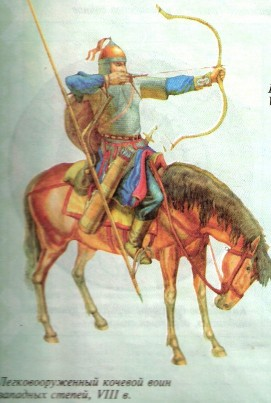 Легковооруженный кочевой воин
западных степей, VIII в.